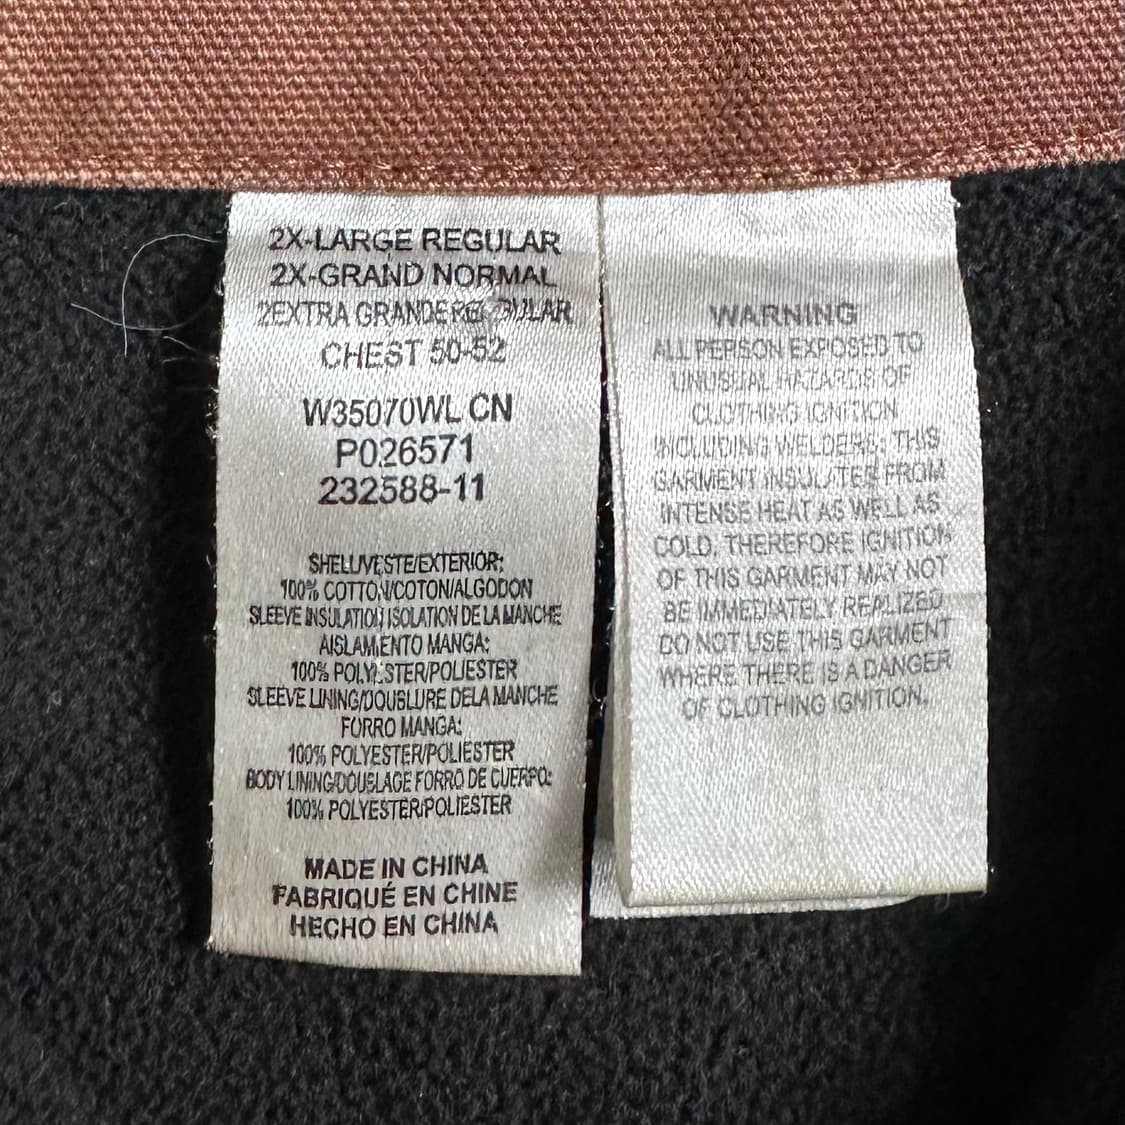 2X-LARGE REGULAR
2X-GRAND NORMAL
2EXTRA GRANDE REGULAR
CHEST 50-52
W35070WL CN
P026571
232588-11
SHELL/VESTE/EXTERIOR:
100% COTTON/COTON/ALGODON
SLEEVE INSULATION ISOLATION DE LA MANCHE
AISLAMIENTO MANGA:
100% POLYESTER/POLIESTER
SLEEVE LINING/DOUBLURE DE LA MANCHE
FORRO MANGA:
100% POLYESTER/POLIESTER
BODY LINING/DOUBLAGE FORRO DE CUERPO:
100% POLYESTER/POLIESTER
MADE IN CHINA
FABRIQUÉ EN CHINE
HECHO EN CHINA
WARNING
ALL PERSON EXPOSED TO
UNUSUAL HAZARDS OF
CLOTHING IGNITION
INCLUDING WELDERS: THIS
GARMENT INSULATES FROM
INTENSE HEAT AS WELL AS
COLD, THEREFORE IGNITION
OF THIS GARMENT MAY NOT
BE IMMEDIATELY REALIZED.
DO NOT USE THIS GARMENT
WHERE THERE IS A DANGER
OF CLOTHING IGNITION.